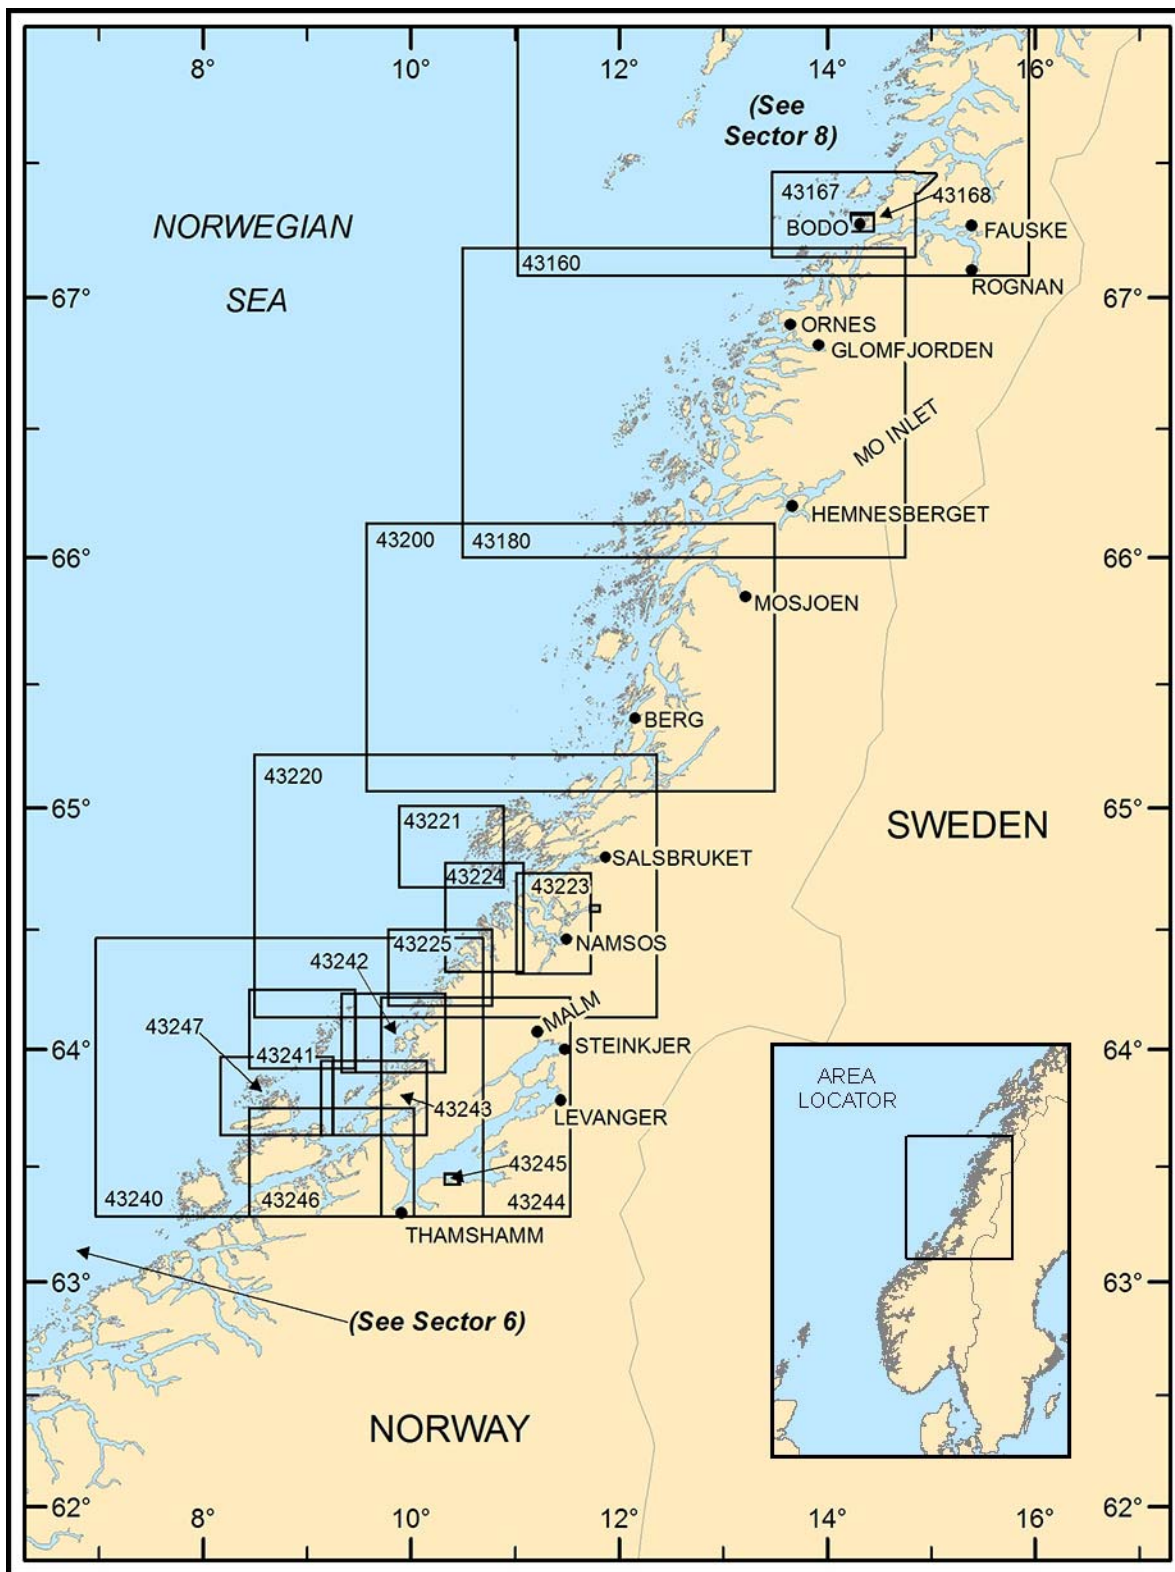 8°
10°
12°
14°
16°
(See
Sector 8)
43167
43168
NORWEGIAN
BODO
FAUSKE
43160
ROGNAN
SEA
67°
67°
ORNES
GLOMFJORDEN
MO INLET
HEMNESBERGET
43200
43180
66°
66°
MOSJOEN
BERG
43220
65°
65°
43221
SWEDEN
SALSBRUKET
43224
43223
43225
NAMSOS
43242
MALM
43247
64°
43241
STEINKJER
64°
AREA
LOCATOR
43243
LEVANGER
43245
43240
43246
43244
THAMSHAMM
63°
63°
(See Sector 6)
NORWAY
62°
62°
8°
10°
12°
14°
16°